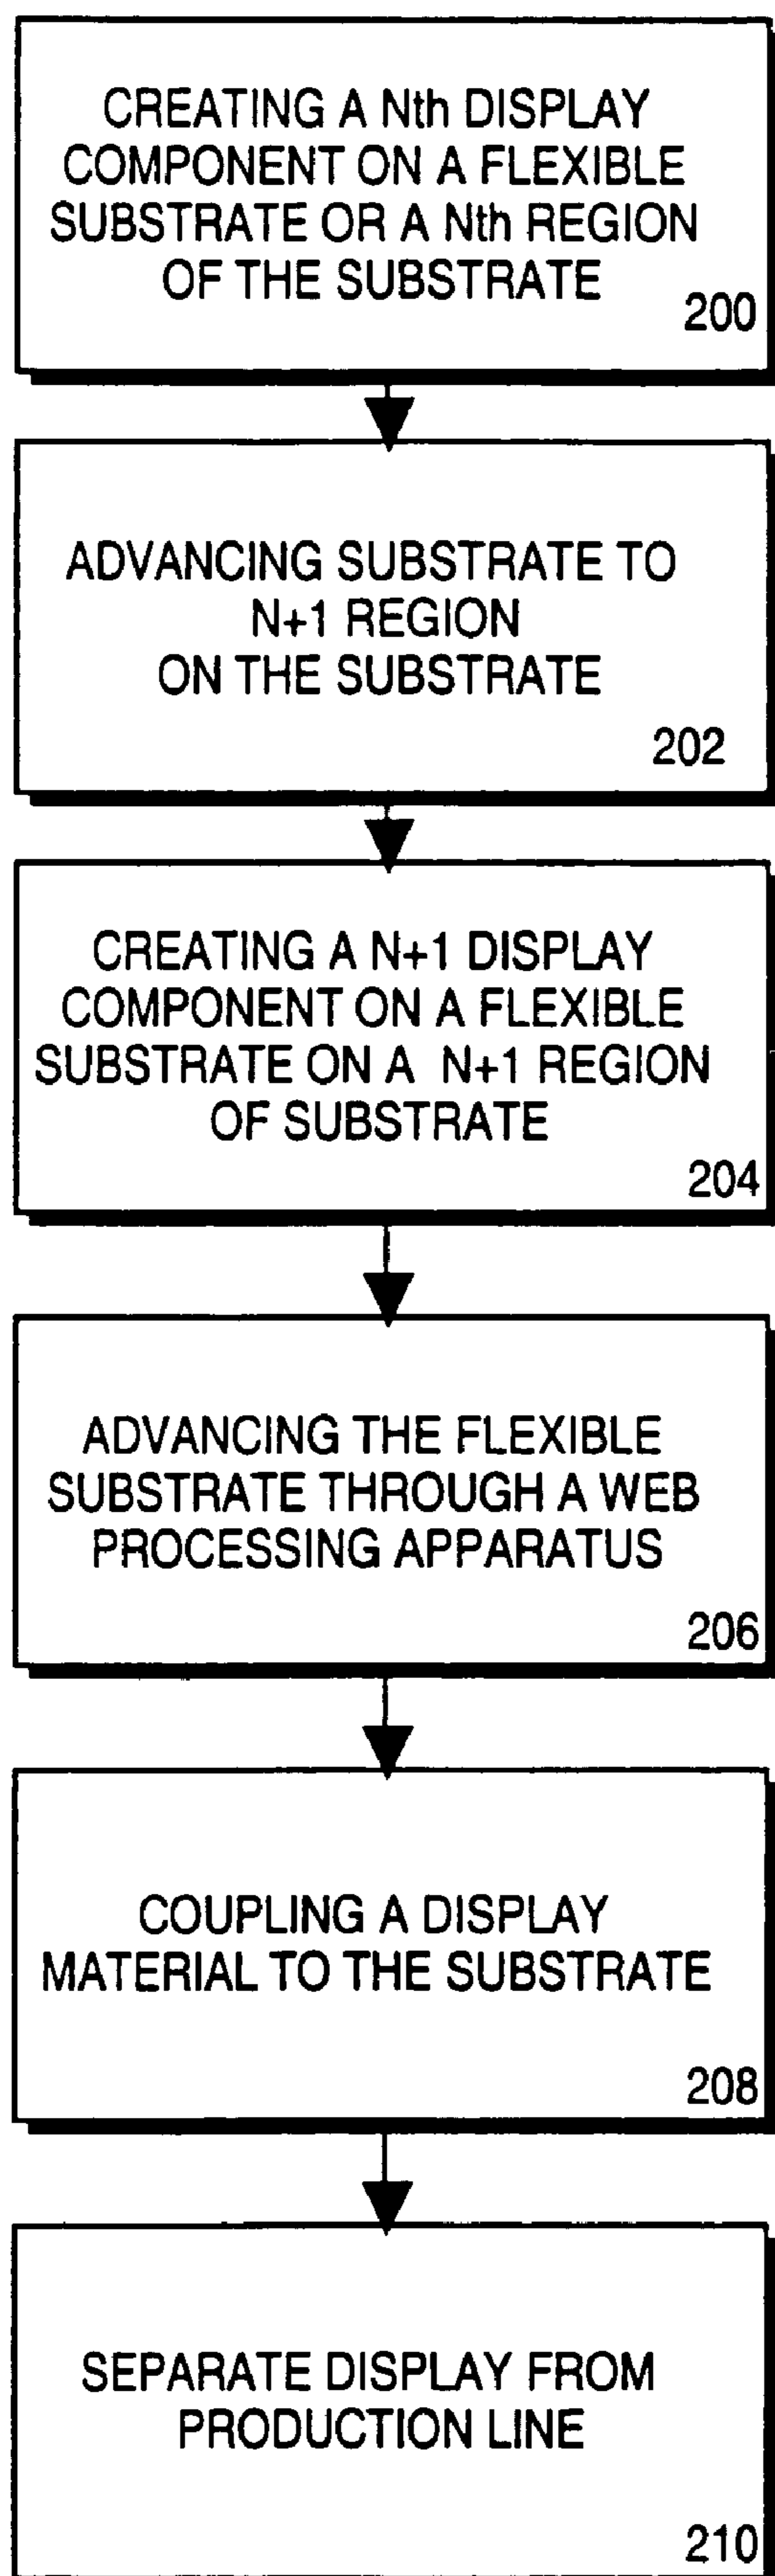 CREATING A Nth DISPLAY
COMPONENT ON A FLEXIBLE
SUBSTRATE OR A Nth REGION
OF THE SUBSTRATE
200
ADVANCING SUBSTRATE TO
N+1 REGION
ON THE SUBSTRATE
202
CREATING A N+1 DISPLAY
COMPONENT ON A FLEXIBLE
SUBSTRATE ON A N+1 REGION
OF SUBSTRATE
204
ADVANCING THE FLEXIBLE
SUBSTRATE THROUGH A WEB
PROCESSING APPARATUS
206
COUPLING A DISPLAY
MATERIAL TO THE SUBSTRATE
208
SEPARATE DISPLAY FROM
PRODUCTION LINE
210